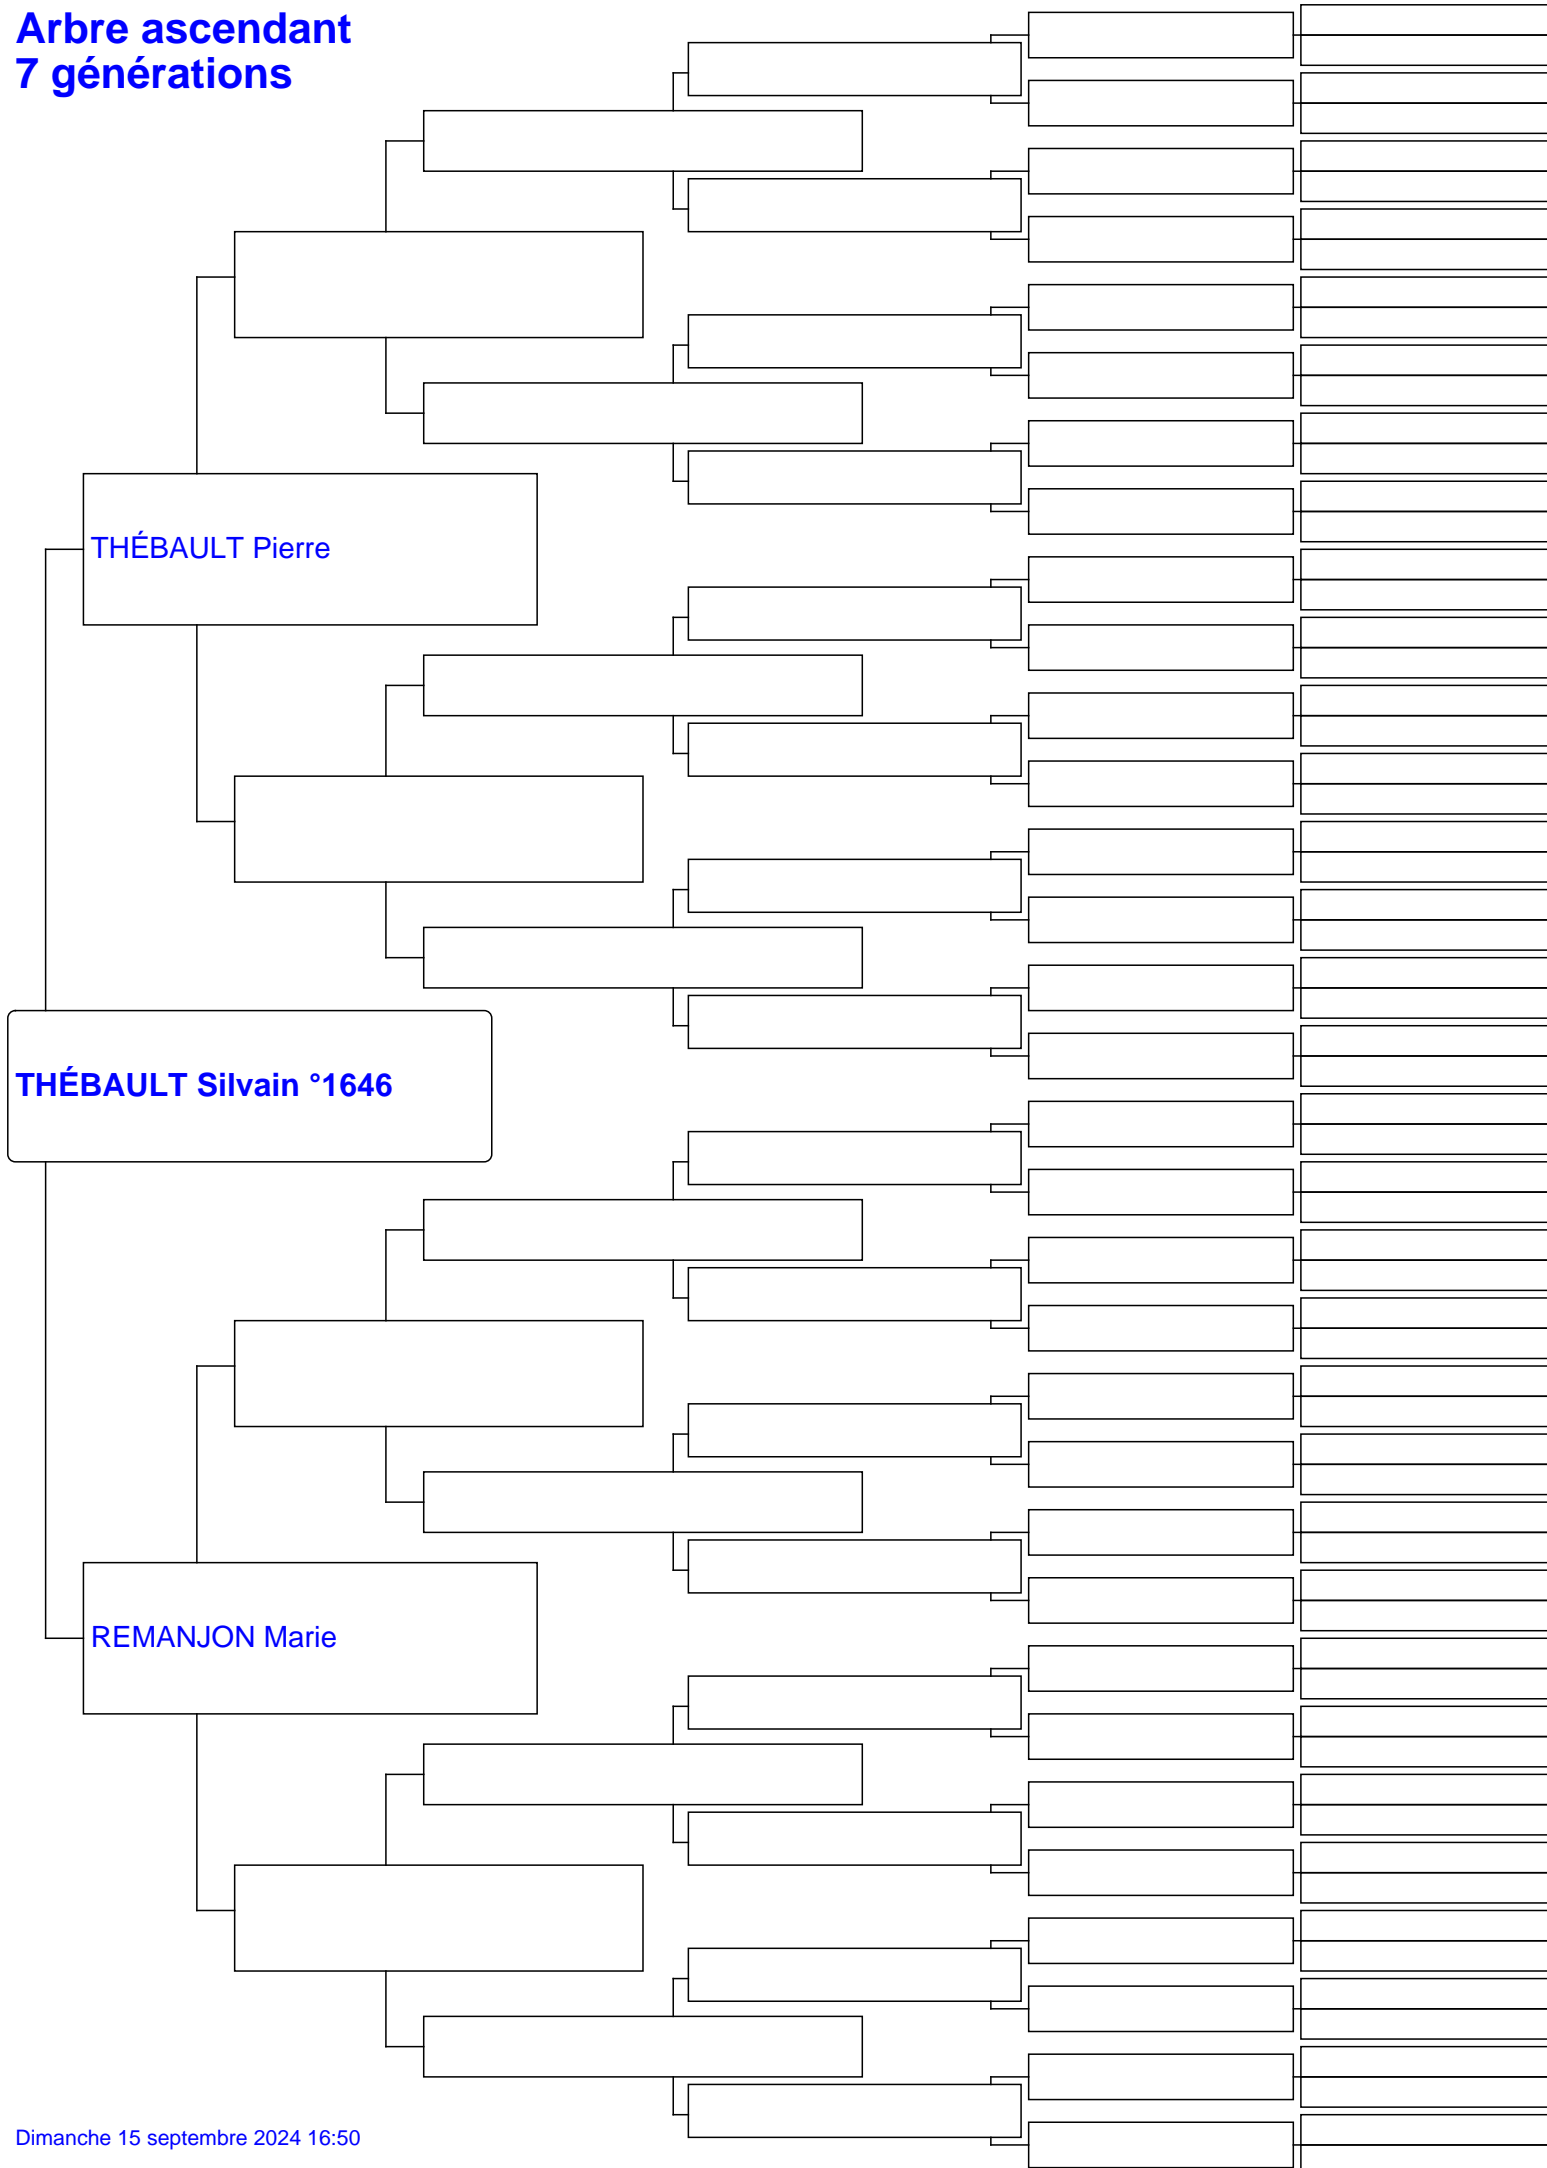 Arbre ascendant
7 générations
THÉBAULT Pierre
THÉBAULT Silvain °1646
REMANJON Marie
Dimanche 15 septembre 2024 16:50